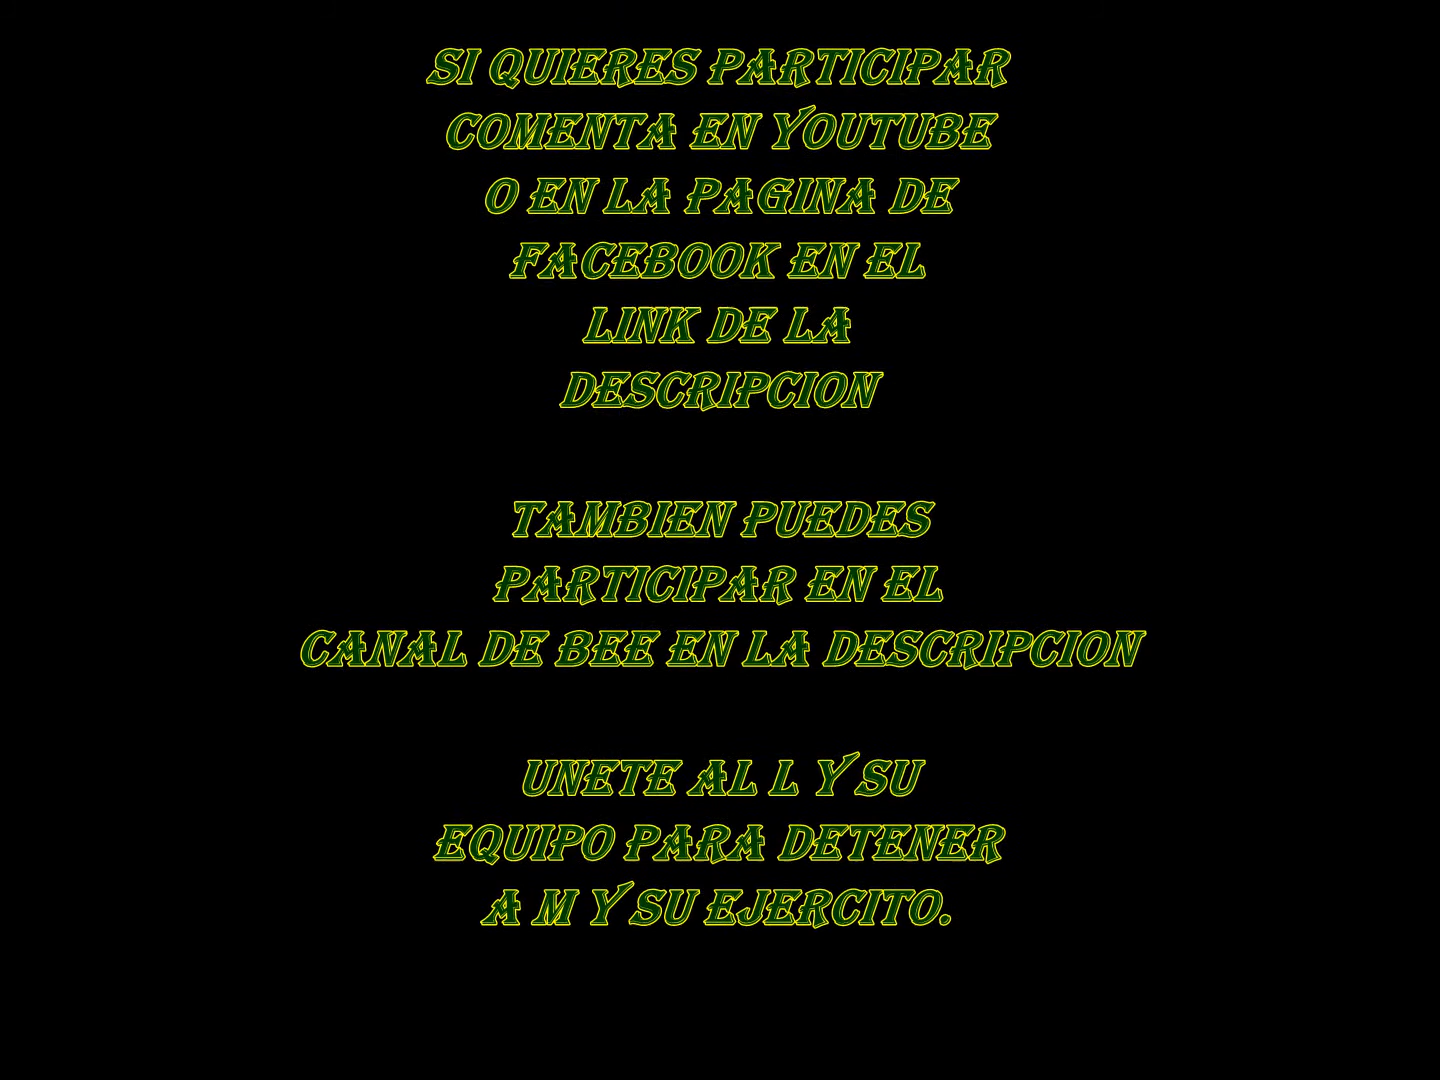 SI QUIERES PARTICIPAR
COMENTA EN YOUTUBE
O EN LA PAGINA DE
FACEBOOK EN EL
LINK DE LA
DESCRIPCION
TAMBIEN PUEDES
PARTICIPAR EN EL
CANAL DE BEE EN LA DESCRIPCION
UNETE AL L Y SU
EQUIPO PARA DETENER
A M Y SU EJERCITO.